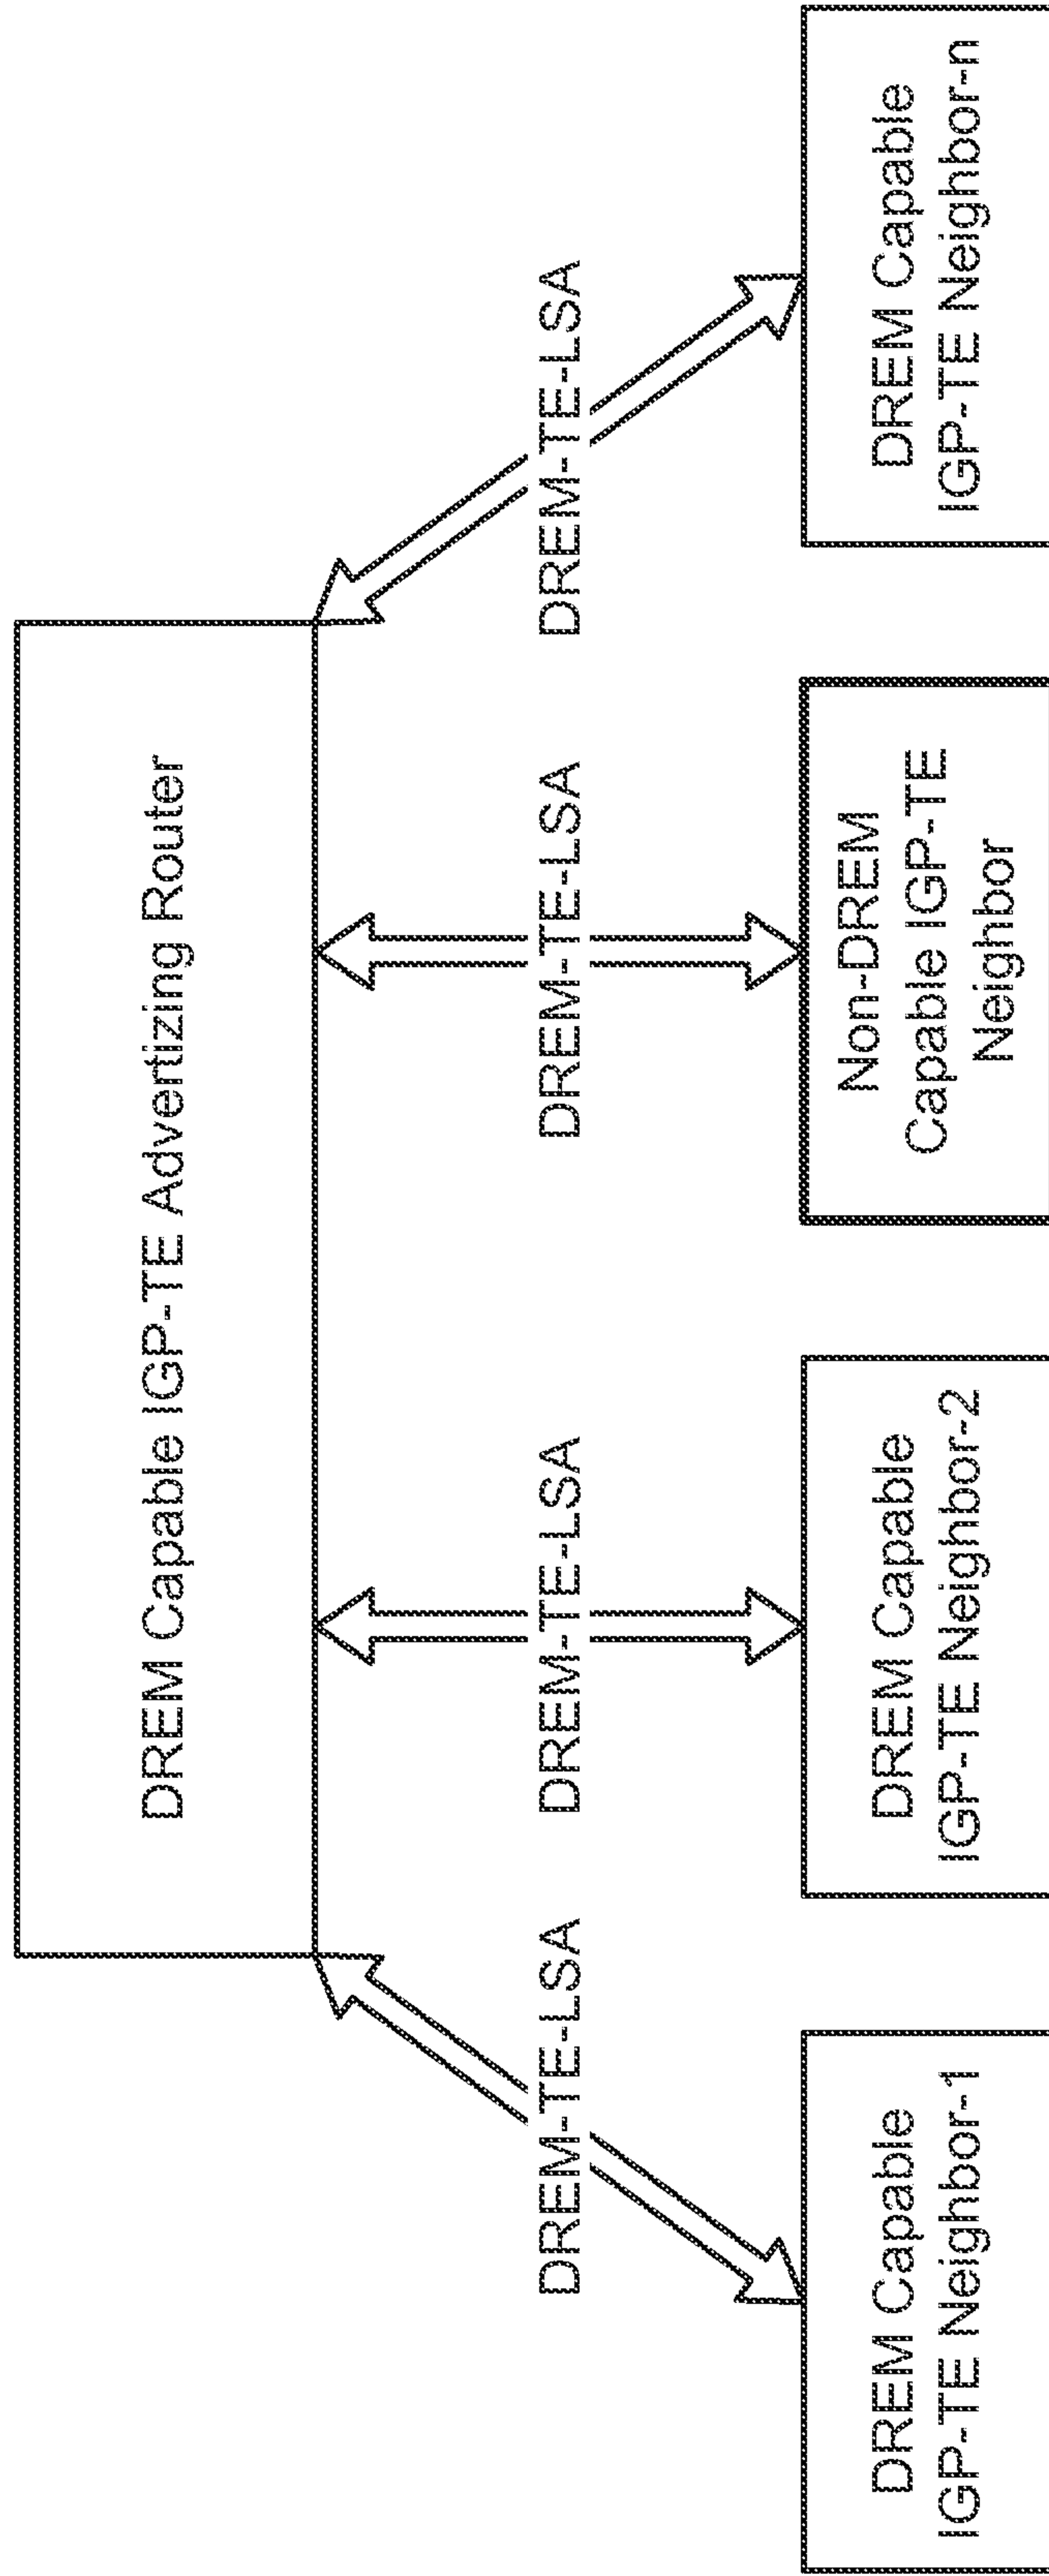 DREM Capable IGP-TE Advertizing Router
DREM-TE-LSA
DREM-TE-LSA
DREM-TE-LSA
DREM-TE-LSA
DREM Capable
IGP-TE Neighbor-1
DREM Capable
IGP-TE Neighbor-2
Non-DREM
Capable IGP-TE
Neighbor
DREM Capable
IGP-TE Neighbor-n